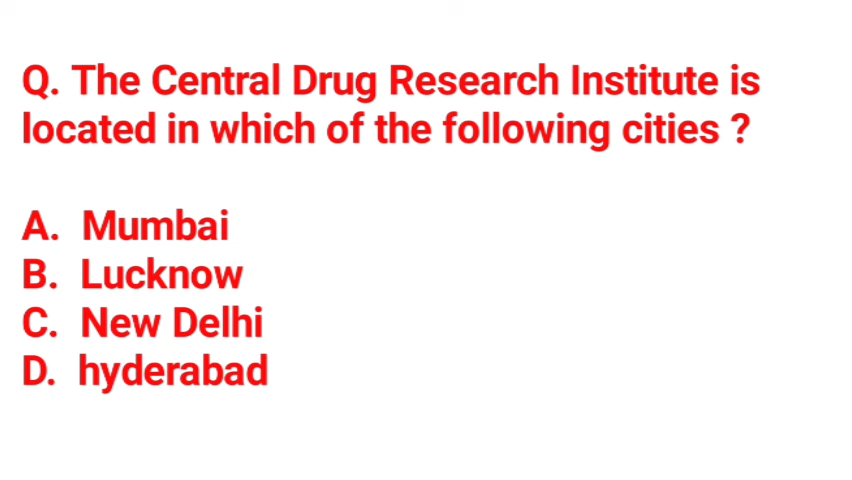 Q. The Central Drug Research Institute is
located in which of the following cities ?
A. Mumbai
B. Lucknow
C. New Delhi
D. hyderabad